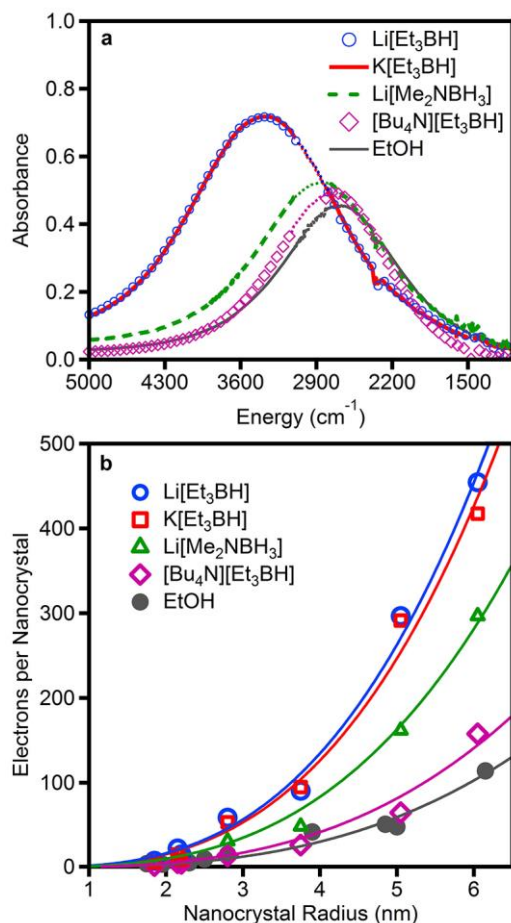 1.0
0.8
0.6
0.4
0.2
0.0
Absorbance
a
Li[Et₃BH]
K[Et₃BH]
Li[Me₂NBH₃]
[Bu₄N][Et₃BH]
EtOH
5000 4300 3600 2900 2200 1500
Energy (cm⁻¹)
500
400
300
200
100
0
Electrons per Nanocrystal
b
Li[Et₃BH]
K[Et₃BH]
Li[Me₂NBH₃]
[Bu₄N][Et₃BH]
EtOH
1 2 3 4 5 6
Nanocrystal Radius (nm)